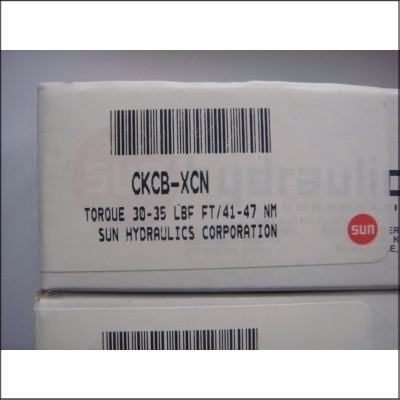 CKCB-XCN
TORQUE 30-35 LBF FT/41-47 NM
SUN HYDRAULICS CORPORATION
sun